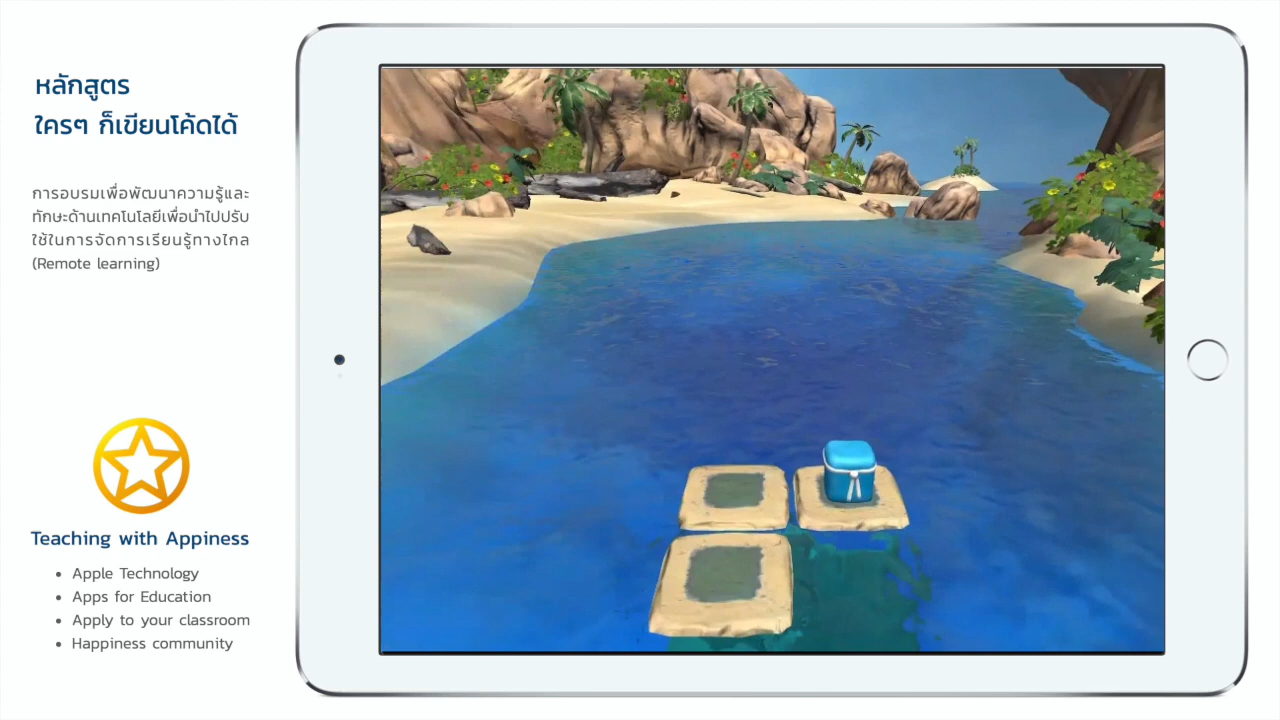 หลักสูตร
ใครๆ ก็เขียนโค้ดได้
การอบรมเพื่อพัฒนาความรู้และ
ทักษะด้านเทคโนโลยีเพื่อนำไปปรับ
ใช้ในการจัดการเรียนรู้ทางไกล
(Remote learning)
Teaching with Appiness
• Apple Technology
• Apps for Education
• Apply to your classroom
• Happiness community